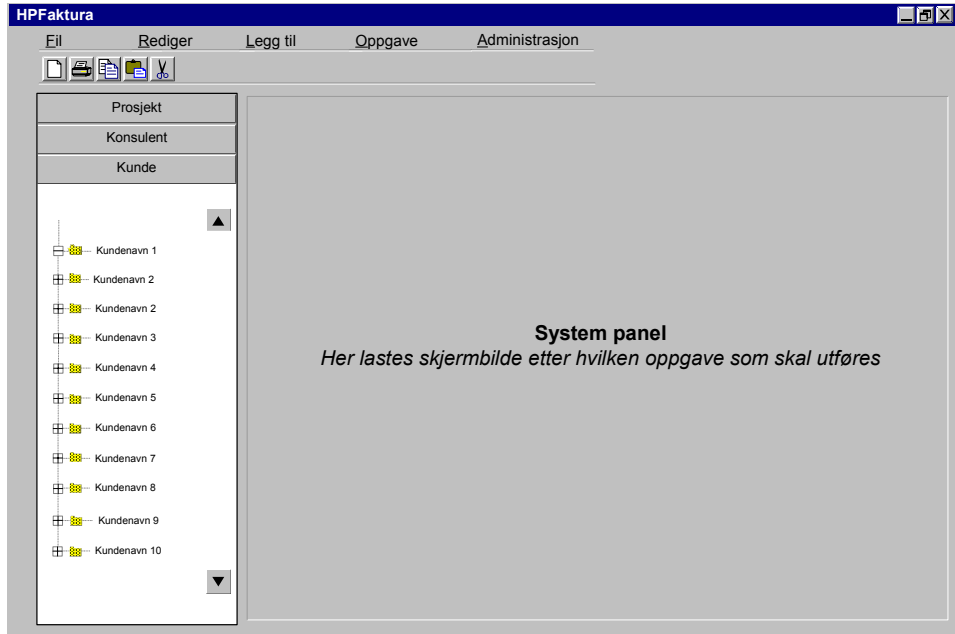 HPFaktura
Fil Rediger Legg til Oppgave Administrasjon
Prosjekt
Konsulent
Kunde
Kundenavn 1
Kundenavn 2
Kundenavn 2
Kundenavn 3
Kundenavn 4
Kundenavn 5
Kundenavn 6
Kundenavn 7
Kundenavn 8
Kundenavn 9
Kundenavn 10
System panel
Her lastes skjermbilde etter hvilken oppgave som skal utføres